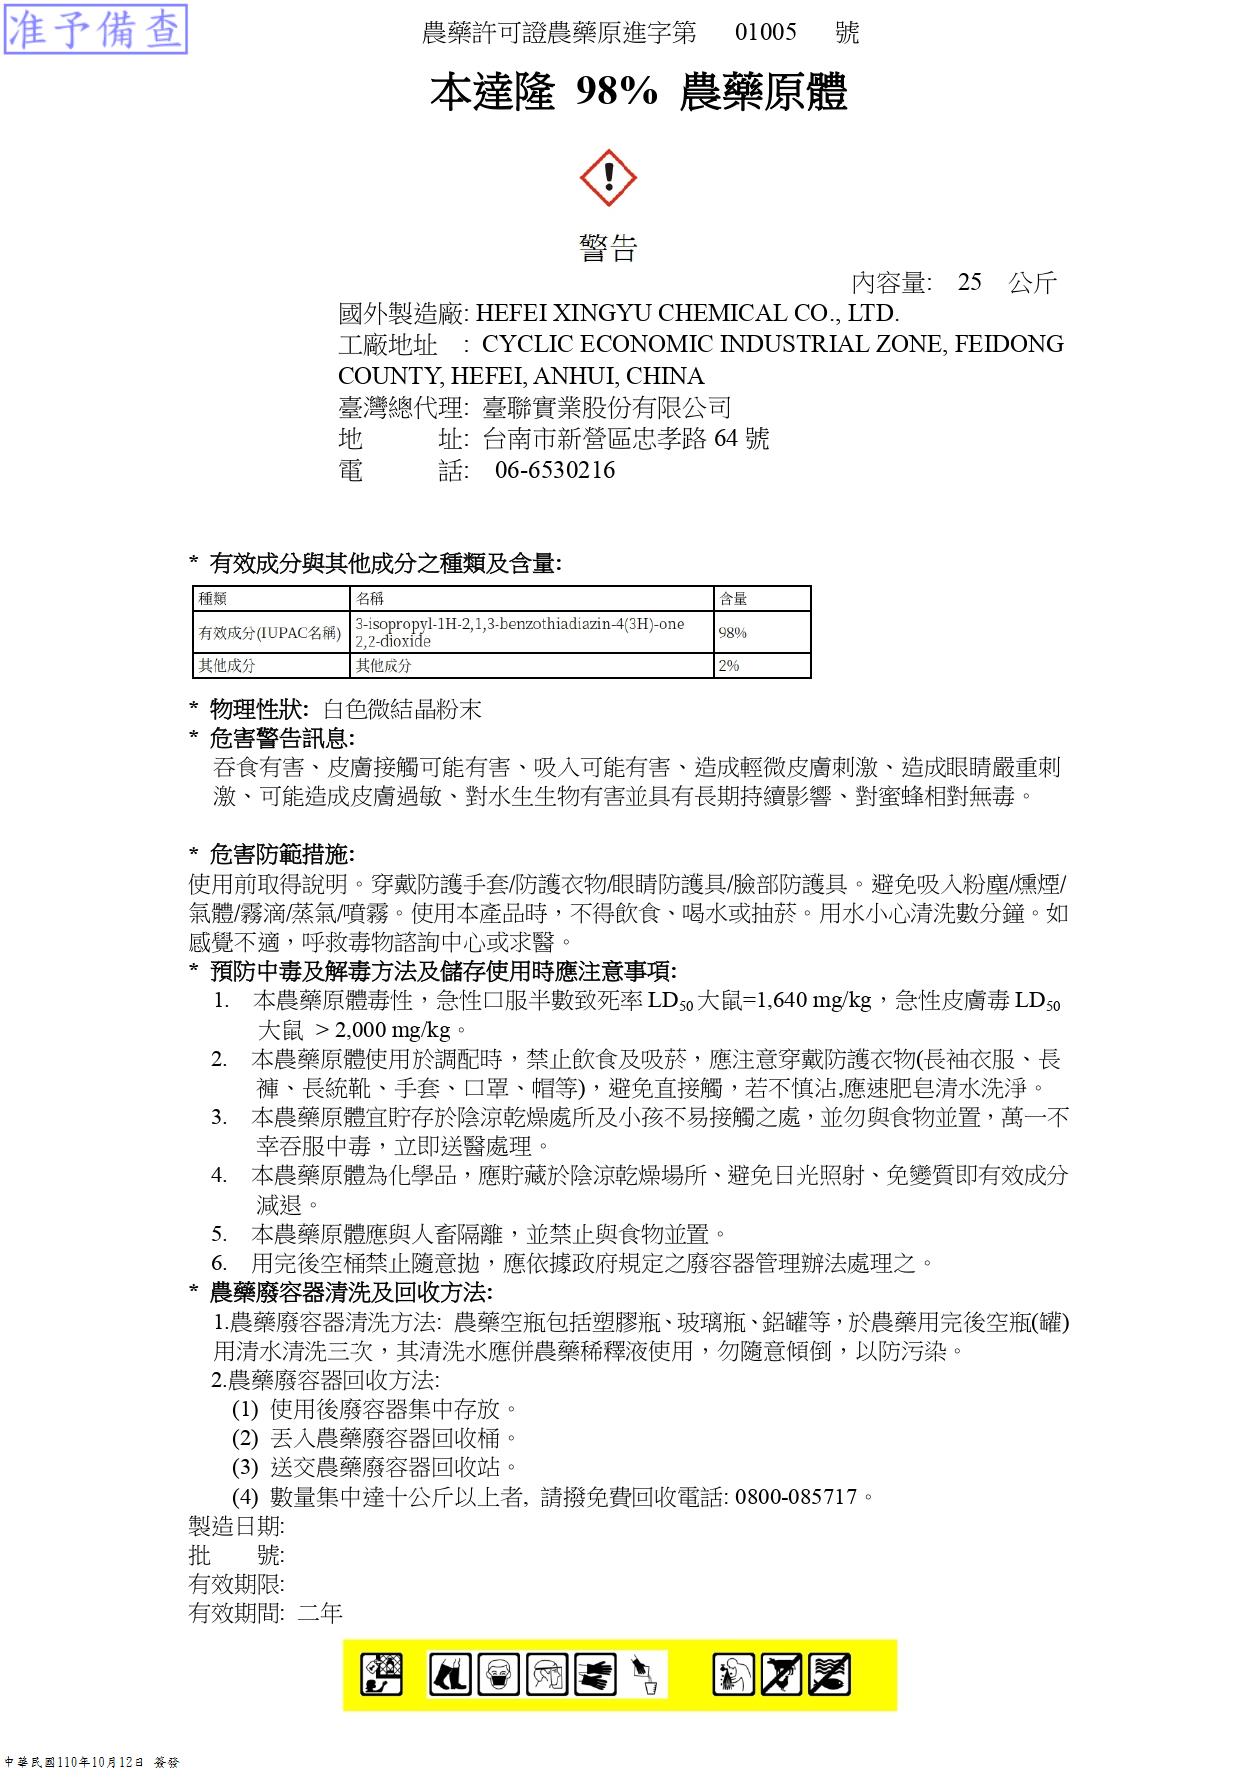 准予備查
農藥許可證農藥原進字第 01005 號
本達隆 98% 農藥原體
警告
內容量: 25 公斤
國外製造廠: HEFEI XINGYU CHEMICAL CO., LTD.
工廠地址 : CYCLIC ECONOMIC INDUSTRIAL ZONE, FEIDONG
COUNTY, HEFEI, ANHUI, CHINA
臺灣總代理: 臺聯實業股份有限公司
地 址: 台南市新營區忠孝路 64 號
電 話: 06-6530216
* 有效成分與其他成分之種類及含量:
種類 名稱 含量
有效成分(IUPAC名稱) 3-isopropyl-1H-2,1,3-benzothiadiazin-4(3H)-one 98%
2,2-dioxide
其他成分 其他成分 2%
* 物理性狀: 白色微結晶粉末
* 危害警告訊息:
吞食有害、皮膚接觸可能有害、吸入可能有害、造成輕微皮膚刺激、造成眼睛嚴重刺
激、可能造成皮膚過敏、對水生生物有害並具有長期持續影響、對蜜蜂相對無毒。
* 危害防範措施:
使用前取得說明。穿戴防護手套/防護衣物/眼睛防護具/臉部防護具。避免吸入粉塵/燻煙/
氣體/霧滴/蒸氣/噴霧。使用本產品時，不得飲食、喝水或抽菸。用水小心清洗數分鐘。如
感覺不適，呼救毒物諮詢中心或求醫。
* 預防中毒及解毒方法及儲存使用時應注意事項:
1. 本農藥原體毒性，急性口服半數致死率 LD50 大鼠=1,640 mg/kg，急性皮膚毒 LD50
大鼠 > 2,000 mg/kg。
2. 本農藥原體使用於調配時，禁止飲食及吸菸，應注意穿戴防護衣物(長袖衣服、長
褲、長統靴、手套、口罩、帽等)，避免直接觸，若不慎沾,應速肥皂清水洗淨。
3. 本農藥原體宜貯存於陰涼乾燥處所及小孩不易接觸之處，並勿與食物並置，萬一不
幸吞服中毒，立即送醫處理。
4. 本農藥原體為化學品，應貯藏於陰涼乾燥場所、避免日光照射、免變質即有效成分
減退。
5. 本農藥原體應與人畜隔離，並禁止與食物並置。
6. 用完後空桶禁止隨意拋，應依據政府規定之廢容器管理辦法處理之。
* 農藥廢容器清洗及回收方法:
1.農藥廢容器清洗方法: 農藥空瓶包括塑膠瓶、玻璃瓶、鋁罐等，於農藥用完後空瓶(罐)
用清水清洗三次，其清洗水應併農藥稀釋液使用，勿隨意傾倒，以防污染。
2.農藥廢容器回收方法:
(1) 使用後廢容器集中存放。
(2) 丟入農藥廢容器回收桶。
(3) 送交農藥廢容器回收站。
(4) 數量集中達十公斤以上者, 請撥免費回收電話: 0800-085717。
製造日期:
批 號:
有效期限:
有效期間: 二年
中華民國110年10月12日 簽發